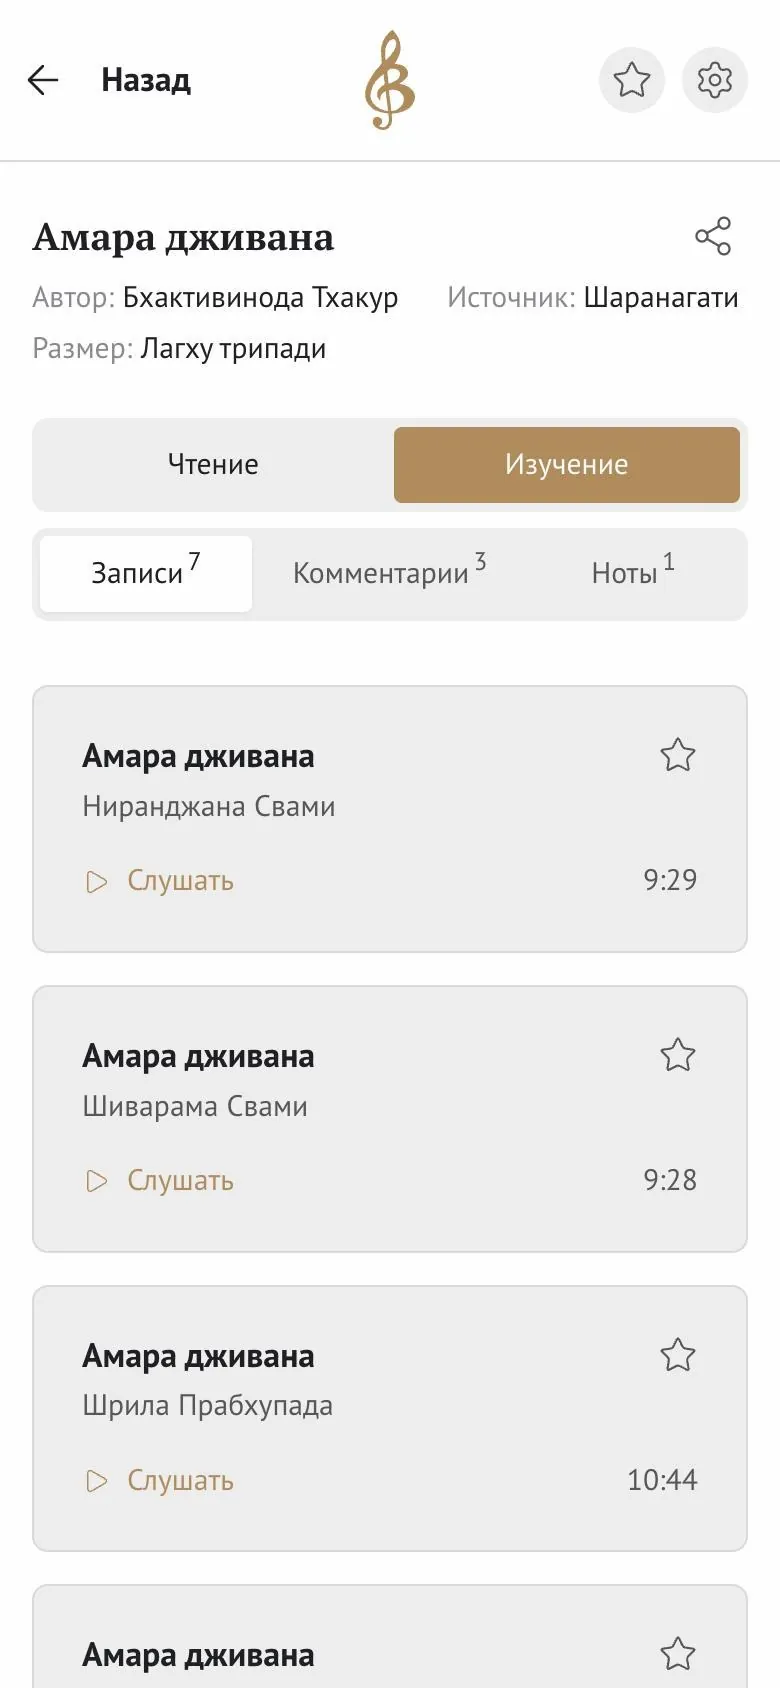 Назад
Амара дживана
Автор: Бхактивинода Тхакур Источник: Шаранагати
Размер: Лагху трипади
Чтение Изучение
Записи 7 Комментарии 3 Ноты 1
Амара дживана
Ниранджана Свами
Слушать 9:29
Амара дживана
Шиварама Свами
Слушать 9:28
Амара дживана
Шрила Прабхупада
Слушать 10:44
Амара дживана